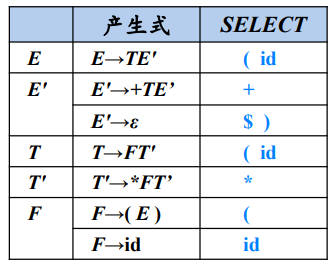 产生式 SELECT
E E→TE' ( id
E' E'→+TE’ +
E'→ε $ )
T T→FT' ( id
T' T'→*FT’ *
F F→( E ) (
F→id id